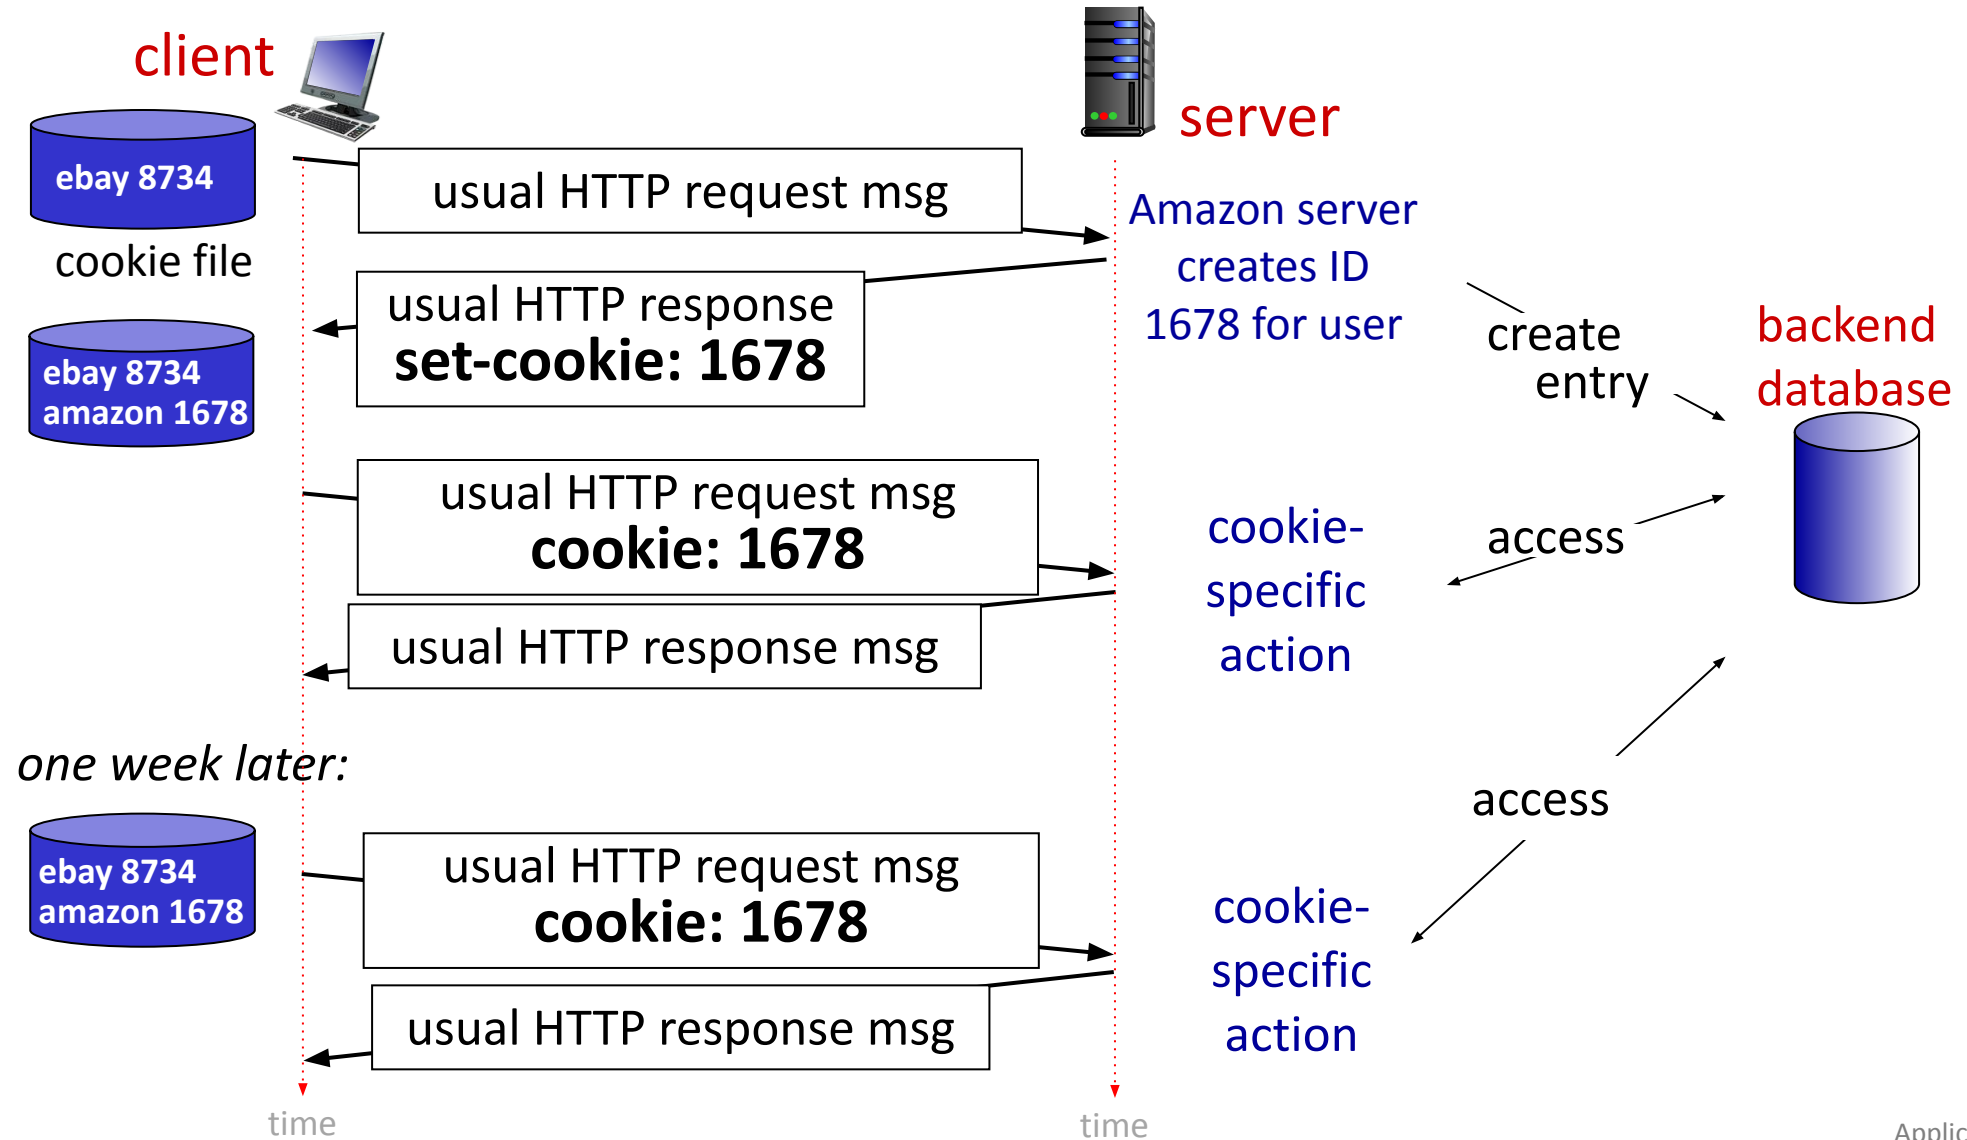 client
server
ebay 8734
cookie file
usual HTTP request msg
Amazon server
creates ID
1678 for user
usual HTTP response
set-cookie: 1678
create
entry
backend
database
ebay 8734
amazon 1678
usual HTTP request msg
cookie: 1678
cookie-
specific
action
access
usual HTTP response msg
one week later:
access
ebay 8734
amazon 1678
usual HTTP request msg
cookie: 1678
cookie-
specific
action
usual HTTP response msg
time
time